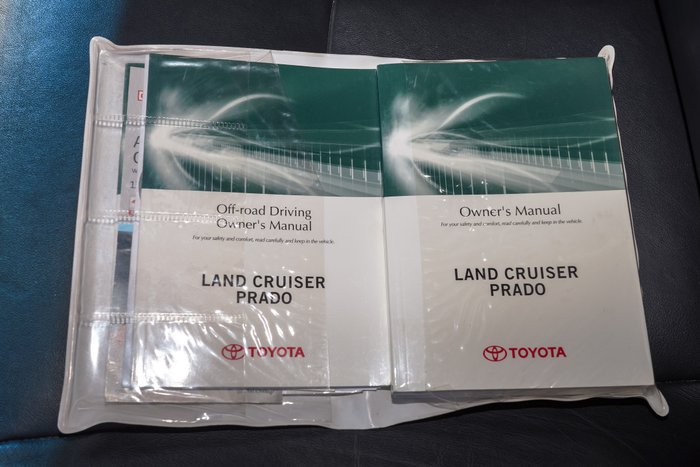 Off-road Driving
Owner's Manual
For your safety and comfort, read carefully and keep in the vehicle.
LAND CRUISER
PRADO
TOYOTA
Owner's Manual
For your safety and comfort, read carefully and keep in the vehicle.
LAND CRUISER
PRADO
TOYOTA